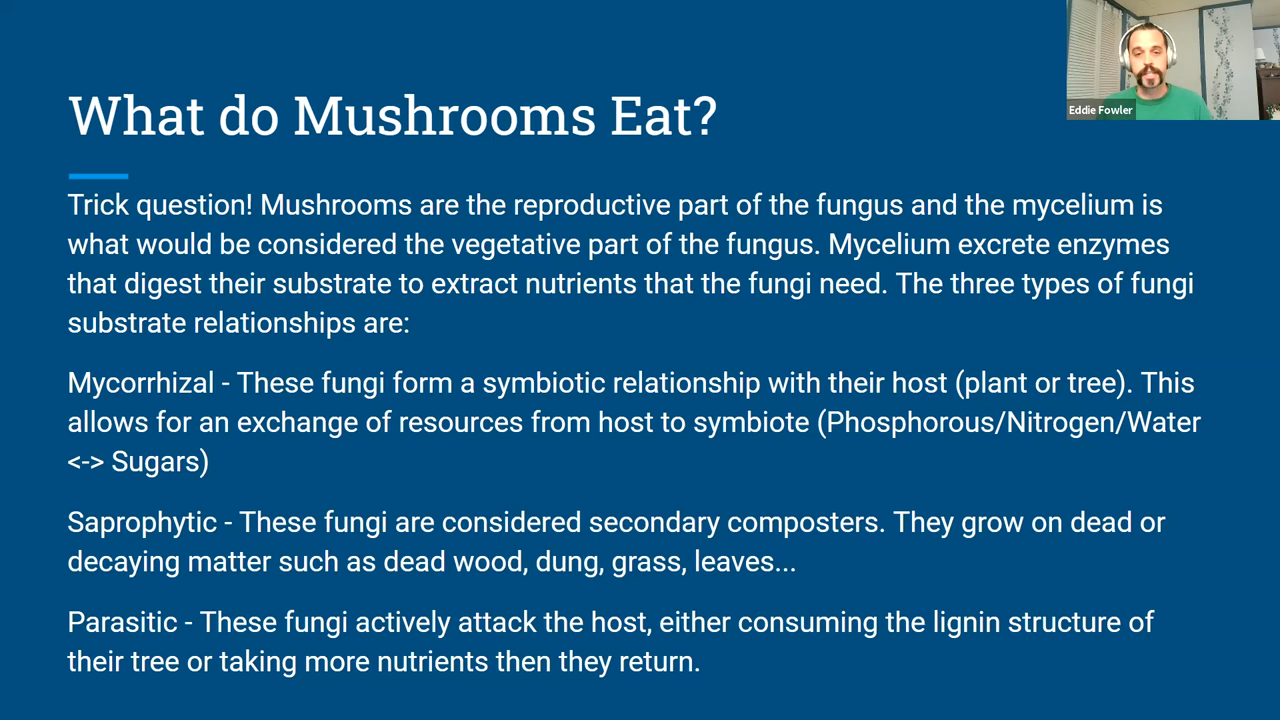 Eddie Fowler
What do Mushrooms Eat?
Trick question! Mushrooms are the reproductive part of the fungus and the mycelium is
what would be considered the vegetative part of the fungus. Mycelium excrete enzymes
that digest their substrate to extract nutrients that the fungi need. The three types of fungi
substrate relationships are:
Mycorrhizal - These fungi form a symbiotic relationship with their host (plant or tree). This
allows for an exchange of resources from host to symbiote (Phosphorous/Nitrogen/Water
<-> Sugars)
Saprophytic - These fungi are considered secondary composters. They grow on dead or
decaying matter such as dead wood, dung, grass, leaves...
Parasitic - These fungi actively attack the host, either consuming the lignin structure of
their tree or taking more nutrients then they return.